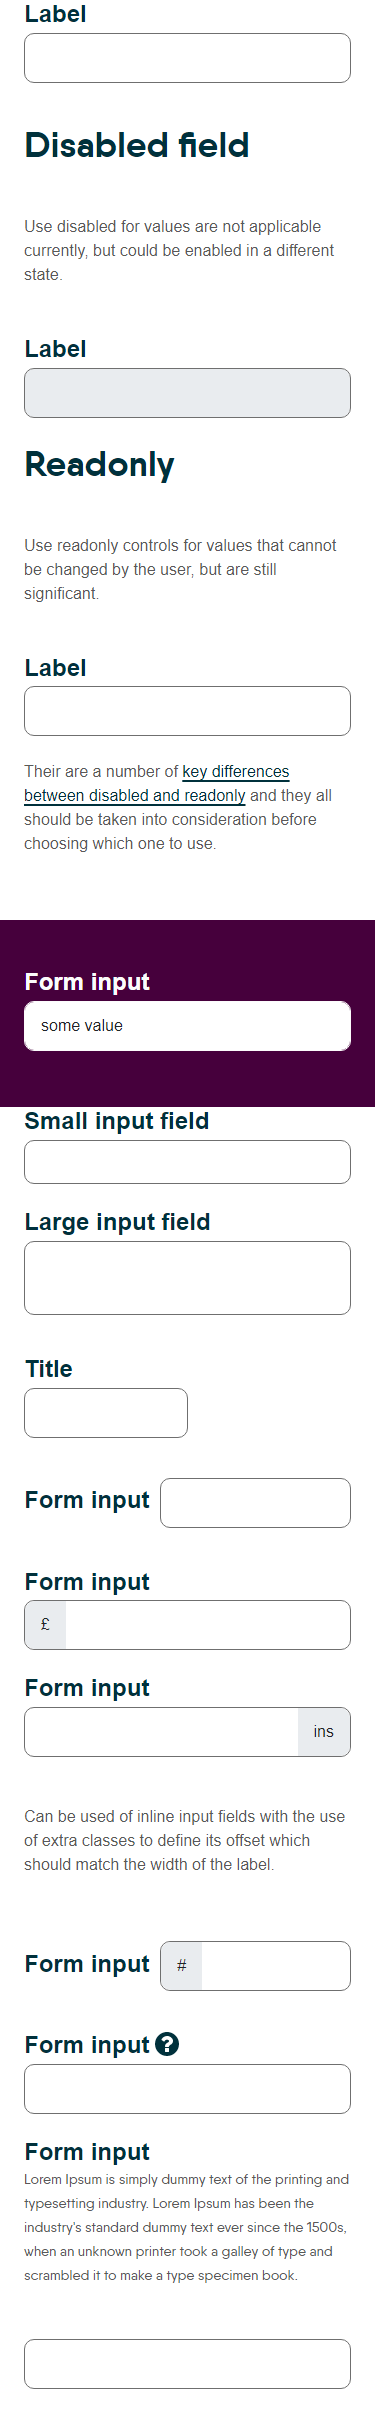 Label
Disabled field
Use disabled for values are not applicable
currently, but could be enabled in a different
state.
Label
Readonly
Use readonly controls for values that cannot
be changed by the user, but are still
significant.
Label
Their are a number of key differences
between disabled and readonly and they all
should be taken into consideration before
choosing which one to use.
Form input
some value
Small input field
Large input field
Title
Form input
Form input
£
Form input
ins
Can be used of inline input fields with the use
of extra classes to define its offset which
should match the width of the label.
Form input #
Form input ?
Form input
Lorem Ipsum is simply dummy text of the printing and
typesetting industry. Lorem Ipsum has been the
industry's standard dummy text ever since the 1500s,
when an unknown printer took a galley of type and
scrambled it to make a type specimen book.